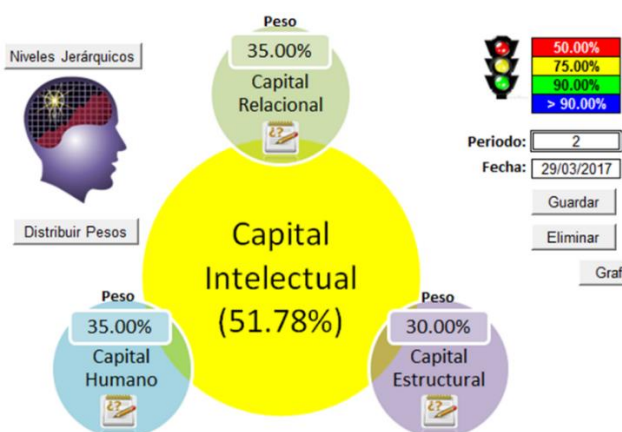 Niveles Jerárquicos
Distribuir Pesos
Peso
35.00%
Capital
Relacional
Capital
Intelectual
(51.78%)
Peso
35.00%
Capital
Humano
Peso
30.00%
Capital
Estructural
50.00%
75.00%
90.00%
> 90.00%
Periodo: 2
Fecha: 29/03/2017
Guardar
Eliminar
Graf